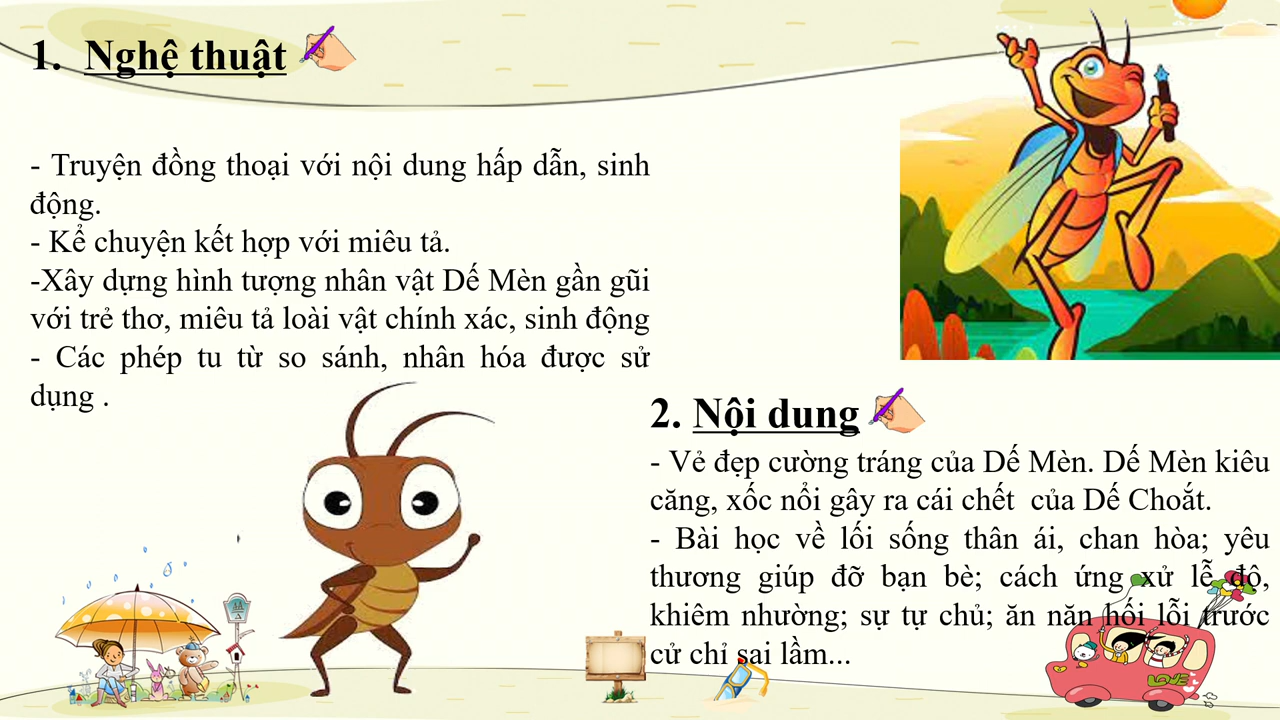 1. Nghệ thuật
- Truyện đồng thoại với nội dung hấp dẫn, sinh
động.
- Kể chuyện kết hợp với miêu tả.
-Xây dựng hình tượng nhân vật Dế Mèn gần gũi
với trẻ thơ, miêu tả loài vật chính xác, sinh động
- Các phép tu từ so sánh, nhân hóa được sử
dụng .
2. Nội dung
- Vẻ đẹp cường tráng của Dế Mèn. Dế Mèn kiêu
căng, xốc nổi gây ra cái chết của Dế Choắt.
- Bài học về lối sống thân ái, chan hòa; yêu
thương giúp đỡ bạn bè; cách ứng xử lễ độ,
khiêm nhường; sự tự chủ; ăn năn hối lỗi trước
cử chỉ sai lầm...
LOVE